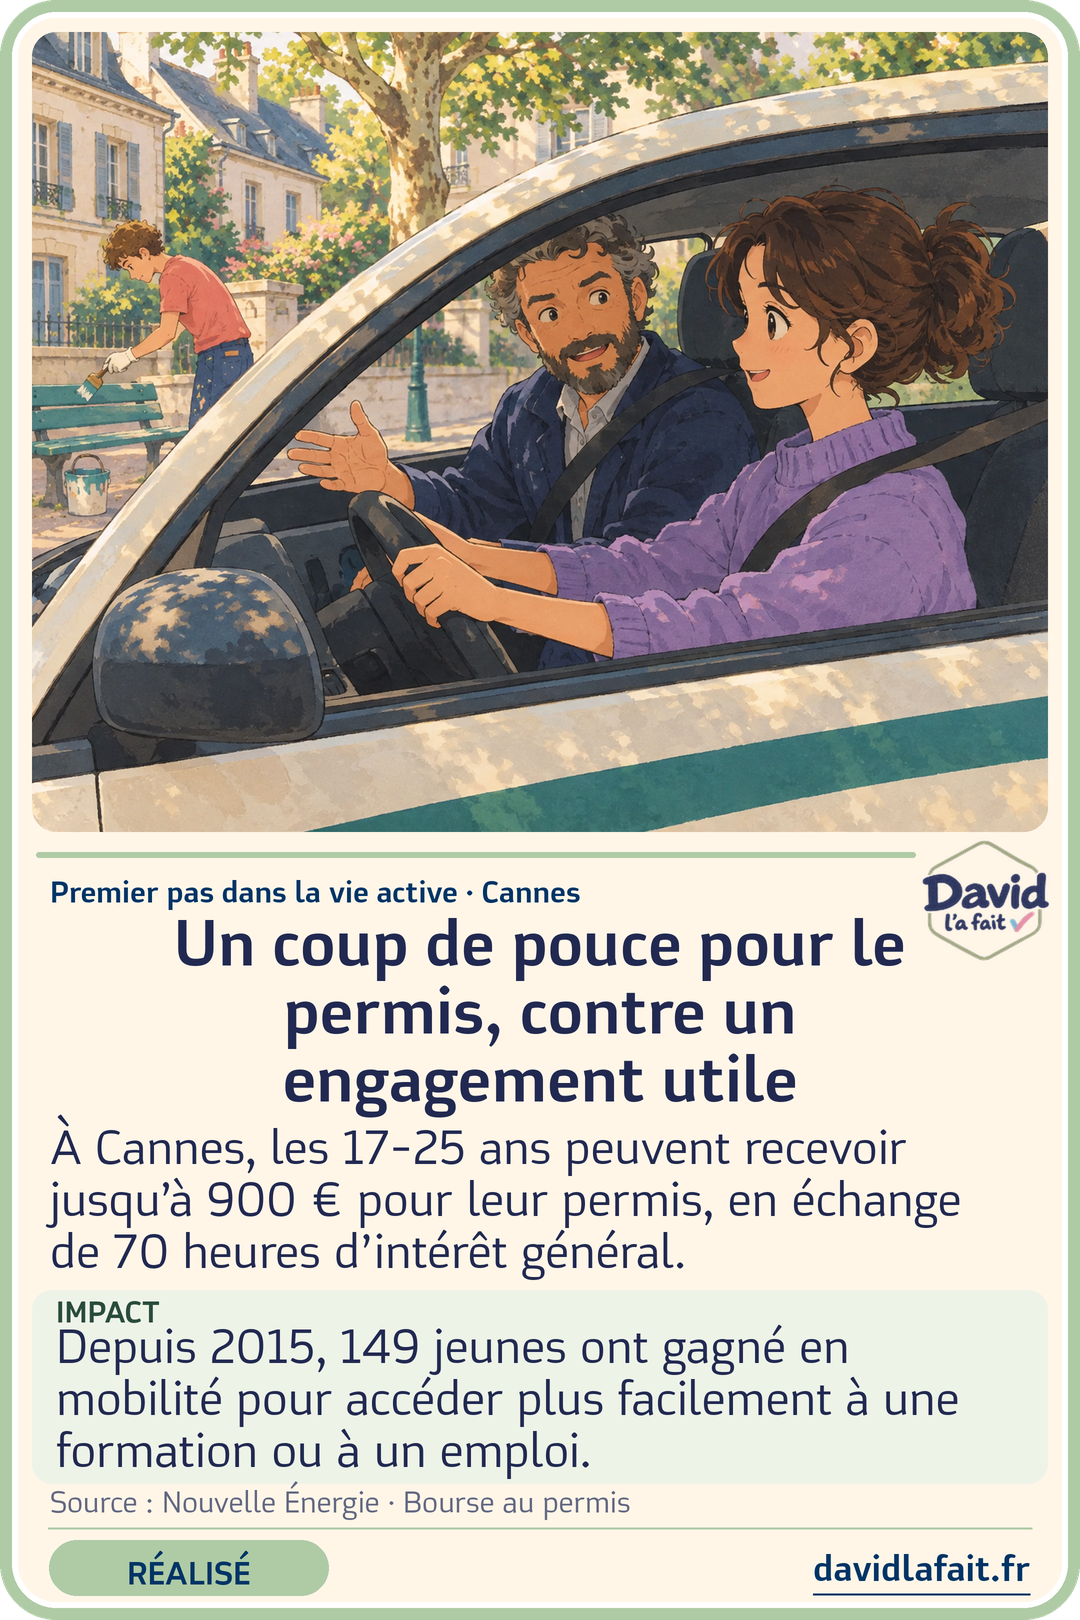 Premier pas dans la vie active · Cannes
David
l'a fait
Un coup de pouce pour le
permis, contre un
engagement utile
À Cannes, les 17-25 ans peuvent recevoir
jusqu’à 900 € pour leur permis, en échange
de 70 heures d’intérêt général.
IMPACT
Depuis 2015, 149 jeunes ont gagné en
mobilité pour accéder plus facilement à une
formation ou à un emploi.
Source : Nouvelle Énergie · Bourse au permis
RÉALISÉ
davidlafait.fr